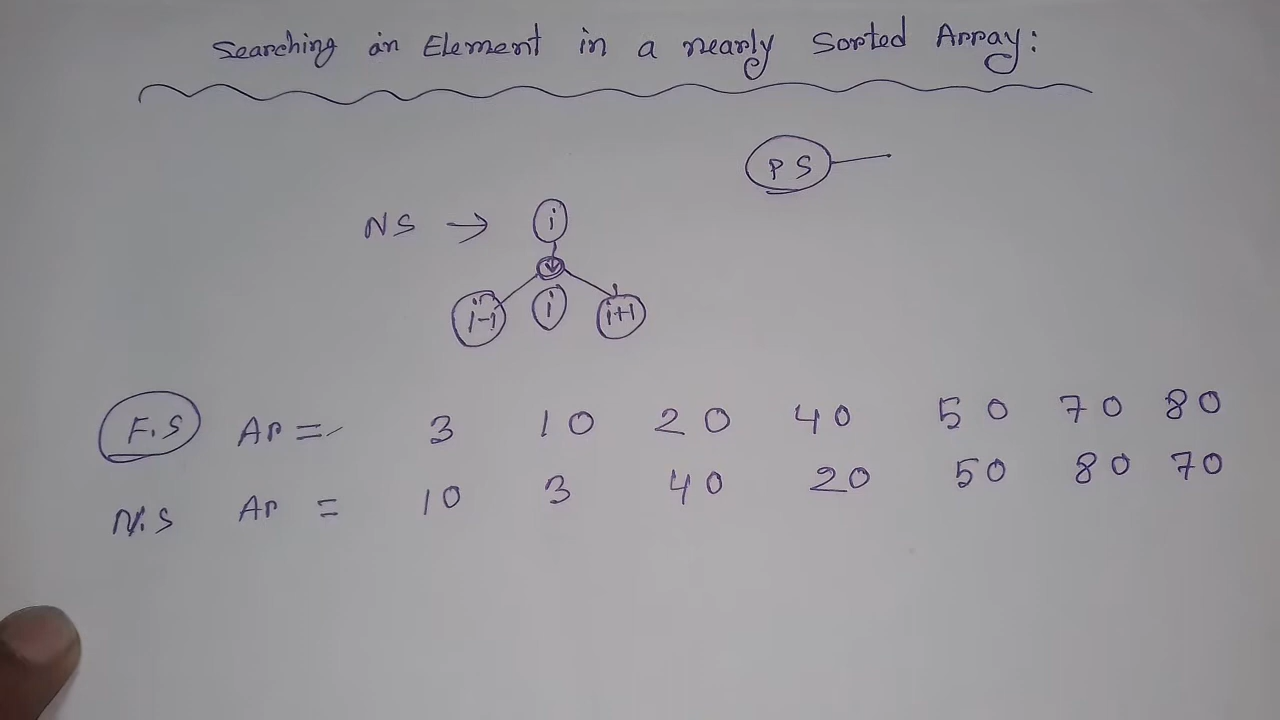 Searching an Element in a nearly Sorted Array:
PS
NS → i
i-1 i i+1
F.S Ar = 3 10 20 40 50 70 80
N.S Ar = 10 3 40 20 50 80 70